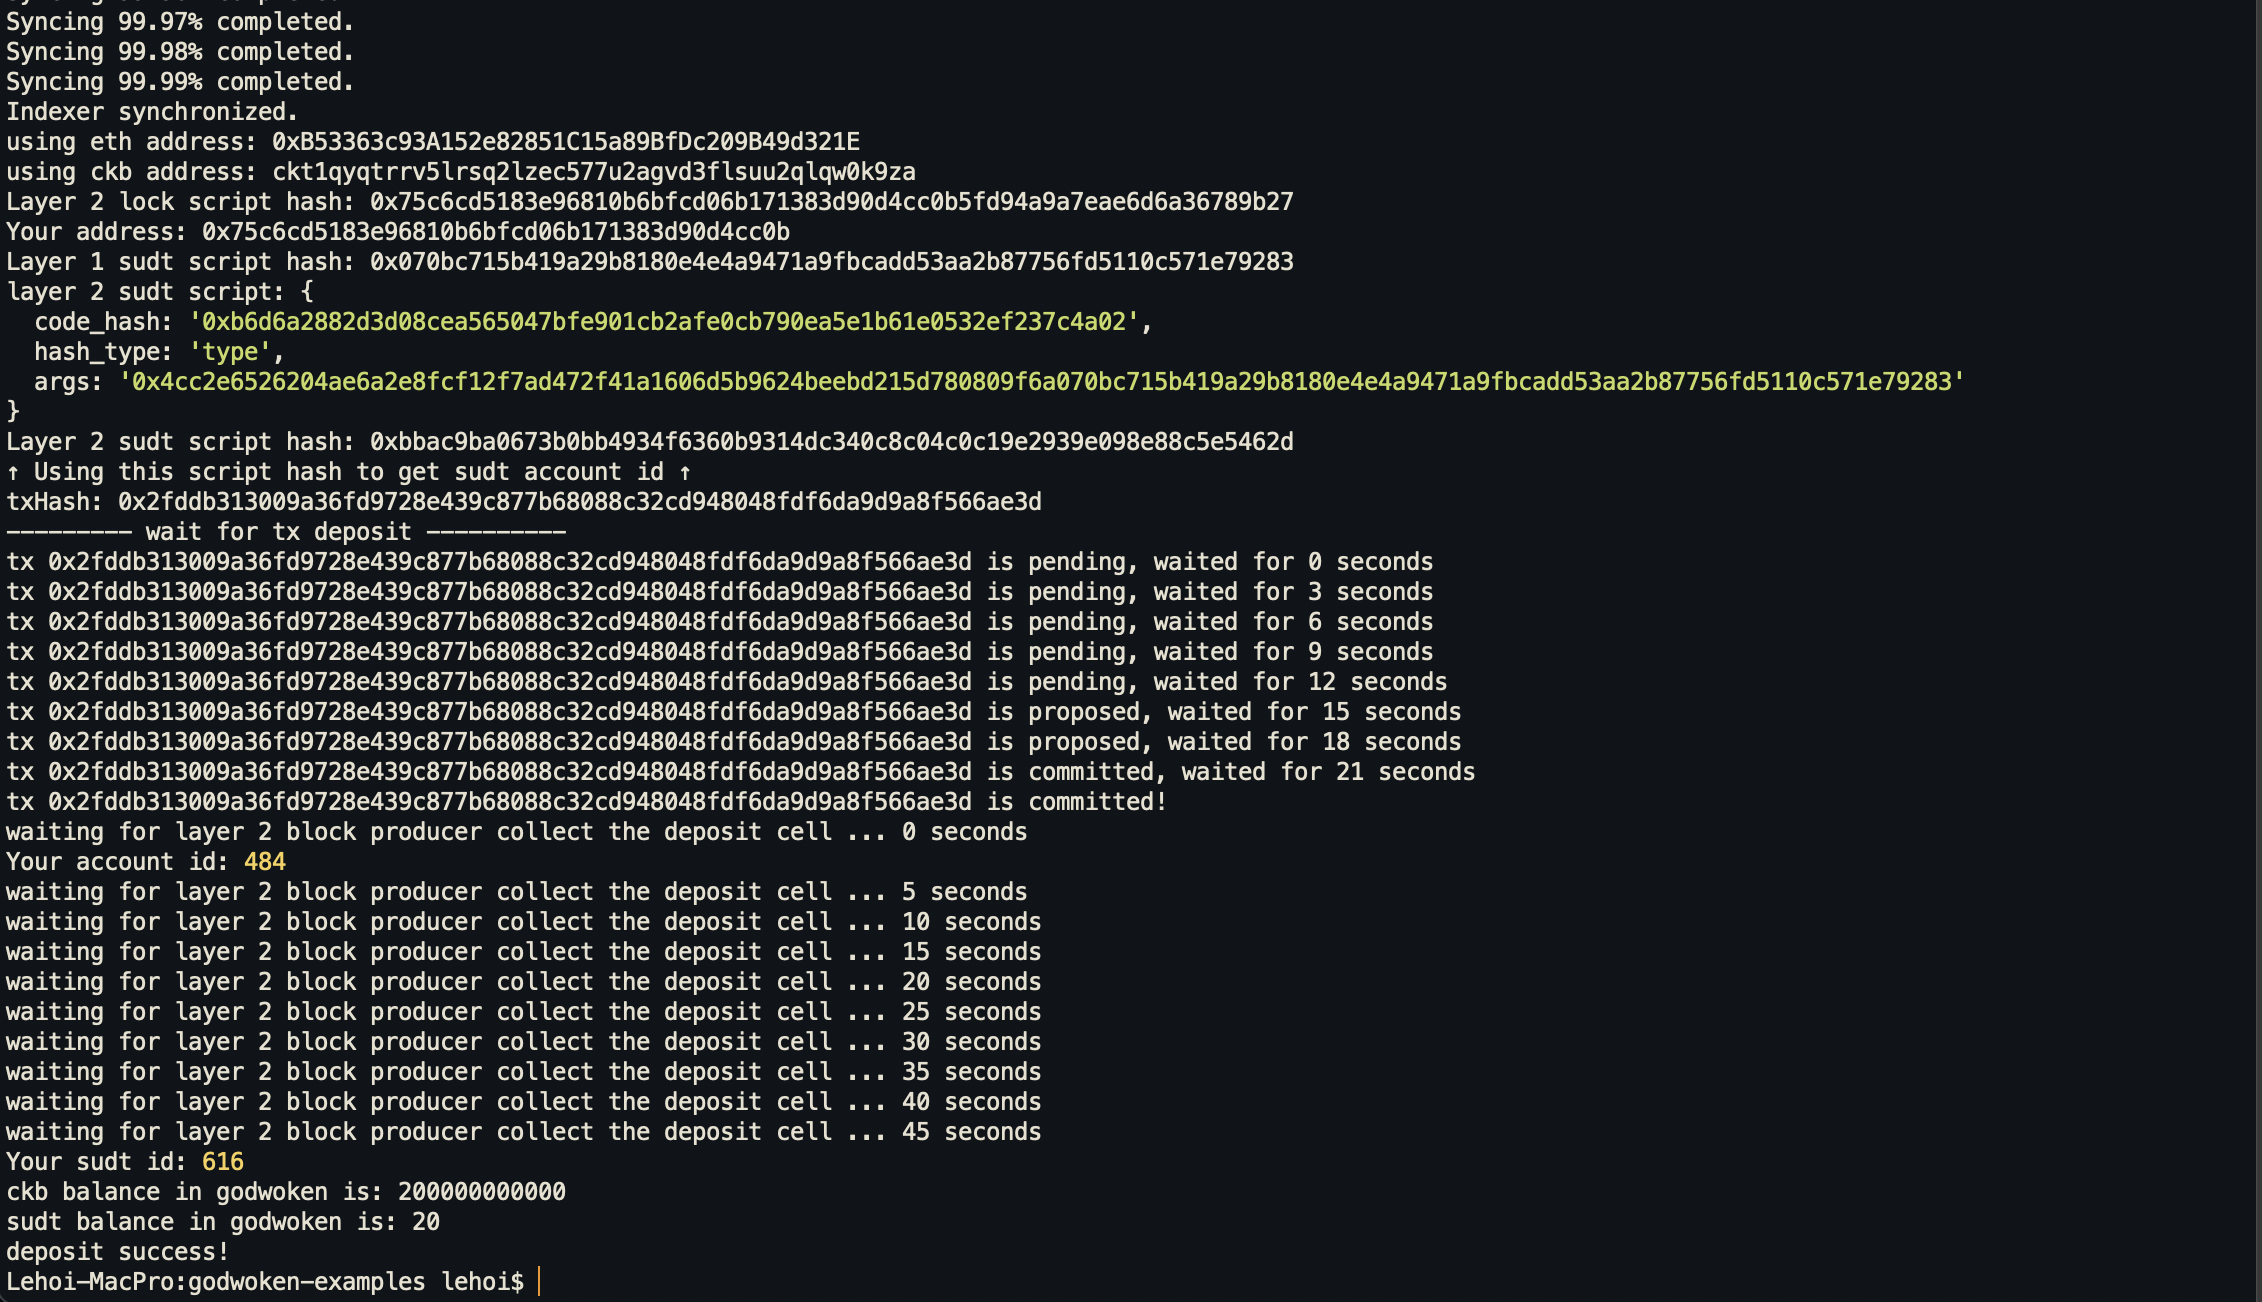 Syncing 99.97% completed.
Syncing 99.98% completed.
Syncing 99.99% completed.
Indexer synchronized.
using eth address: 0xB53363c93A152e82851C15a89BfDc209B49d321E
using ckb address: ckt1qyqtrrv5lrsq2lzec577u2agvd3flsuu2qlqw0k9za
Layer 2 lock script hash: 0x75c6cd5183e96810b6bfcd06b171383d90d4cc0b5fd94a9a7eae6d6a36789b27
Your address: 0x75c6cd5183e96810b6bfcd06b171383d90d4cc0b
Layer 1 sudt script hash: 0x070bc715b419a29b8180e4e4a9471a9fbcadd53aa2b87756fd5110c571e79283
layer 2 sudt script: {
  code_hash: '0xb6d6a2882d3d08cea565047bfe901cb2afe0cb790ea5e1b61e0532ef237c4a02',
  hash_type: 'type',
  args: '0x4cc2e6526204ae6a2e8fcf12f7ad472f41a1606d5b9624beebd215d780809f6a070bc715b419a29b8180e4e4a9471a9fbcadd53aa2b87756fd5110c571e79283'
}
Layer 2 sudt script hash: 0xbbac9ba0673b0bb4934f6360b9314dc340c8c04c0c19e2939e098e88c5e5462d
↑ Using this script hash to get sudt account id ↑
txHash: 0x2fddb313009a36fd9728e439c877b68088c32cd948048fdf6da9d9a8f566ae3d
--------- wait for tx deposit ----------
tx 0x2fddb313009a36fd9728e439c877b68088c32cd948048fdf6da9d9a8f566ae3d is pending, waited for 0 seconds
tx 0x2fddb313009a36fd9728e439c877b68088c32cd948048fdf6da9d9a8f566ae3d is pending, waited for 3 seconds
tx 0x2fddb313009a36fd9728e439c877b68088c32cd948048fdf6da9d9a8f566ae3d is pending, waited for 6 seconds
tx 0x2fddb313009a36fd9728e439c877b68088c32cd948048fdf6da9d9a8f566ae3d is pending, waited for 9 seconds
tx 0x2fddb313009a36fd9728e439c877b68088c32cd948048fdf6da9d9a8f566ae3d is pending, waited for 12 seconds
tx 0x2fddb313009a36fd9728e439c877b68088c32cd948048fdf6da9d9a8f566ae3d is proposed, waited for 15 seconds
tx 0x2fddb313009a36fd9728e439c877b68088c32cd948048fdf6da9d9a8f566ae3d is proposed, waited for 18 seconds
tx 0x2fddb313009a36fd9728e439c877b68088c32cd948048fdf6da9d9a8f566ae3d is committed, waited for 21 seconds
tx 0x2fddb313009a36fd9728e439c877b68088c32cd948048fdf6da9d9a8f566ae3d is committed!
waiting for layer 2 block producer collect the deposit cell ... 0 seconds
Your account id: 484
waiting for layer 2 block producer collect the deposit cell ... 5 seconds
waiting for layer 2 block producer collect the deposit cell ... 10 seconds
waiting for layer 2 block producer collect the deposit cell ... 15 seconds
waiting for layer 2 block producer collect the deposit cell ... 20 seconds
waiting for layer 2 block producer collect the deposit cell ... 25 seconds
waiting for layer 2 block producer collect the deposit cell ... 30 seconds
waiting for layer 2 block producer collect the deposit cell ... 35 seconds
waiting for layer 2 block producer collect the deposit cell ... 40 seconds
waiting for layer 2 block producer collect the deposit cell ... 45 seconds
Your sudt id: 616
ckb balance in godwoken is: 200000000000
sudt balance in godwoken is: 20
deposit success!
Lehoi-MacPro:godwoken-examples lehoi$